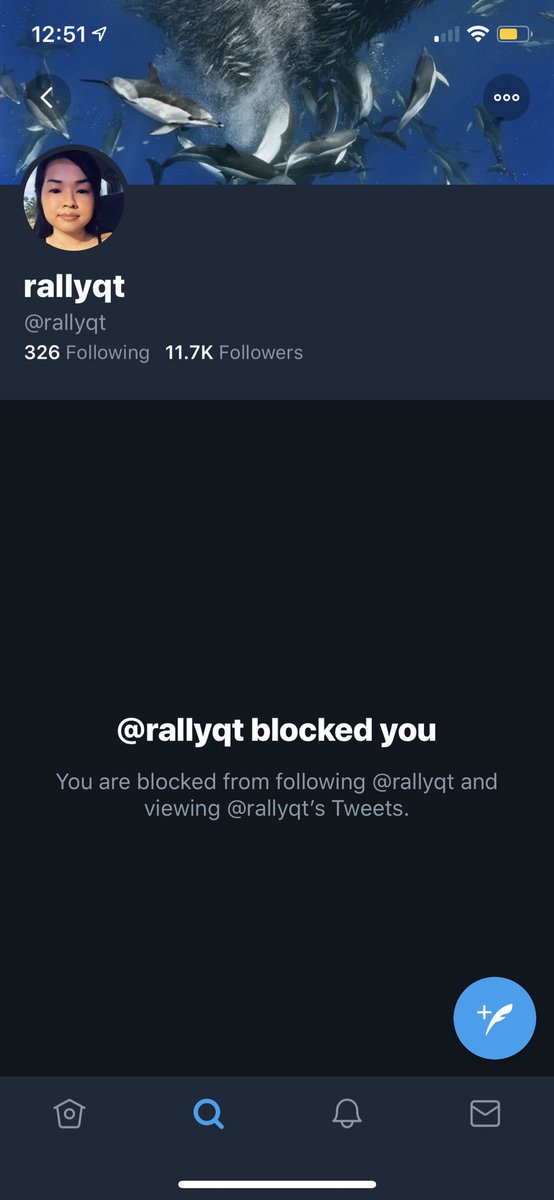 12:51
rallyqt
@rallyqt
326 Following 11.7K Followers
@rallyqt blocked you
You are blocked from following @rallyqt and
viewing @rallyqt’s Tweets.